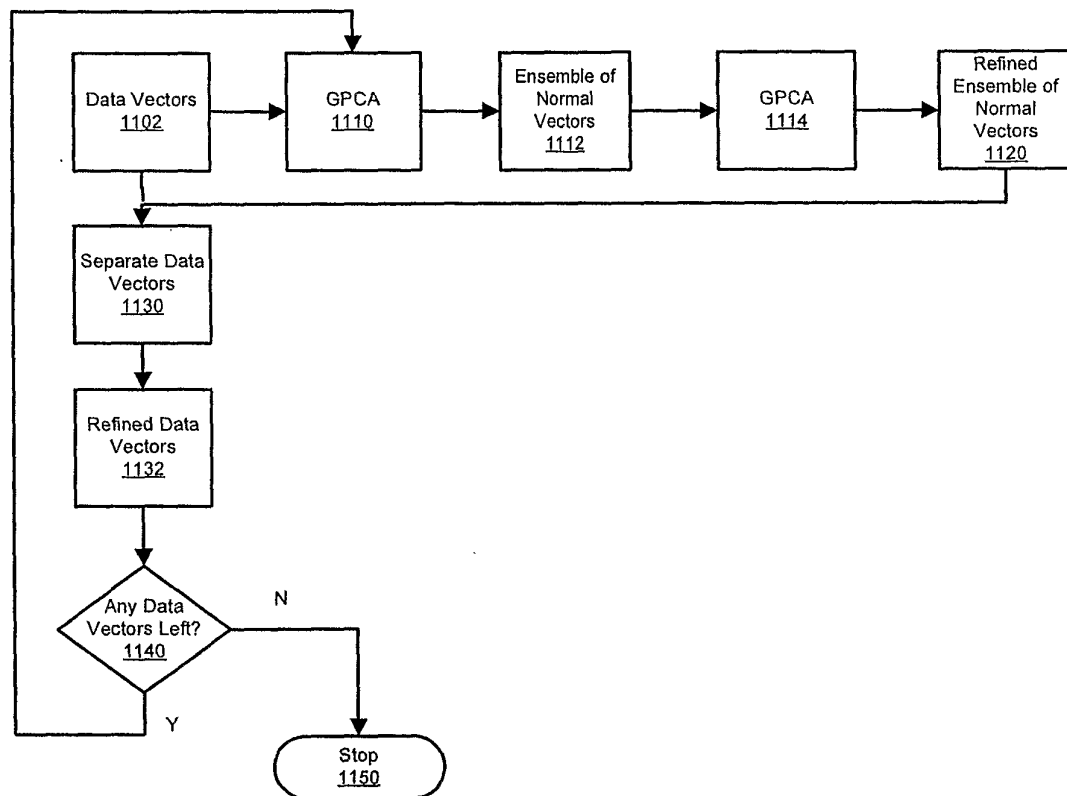 Data Vectors
1102
GPCA
1110
Ensemble of
Normal
Vectors
1112
GPCA
1114
Refined
Ensemble of
Normal
Vectors
1120
Separate Data
Vectors
1130
Refined Data
Vectors
1132
Any Data
Vectors Left?
1140
N
Y
Stop
1150